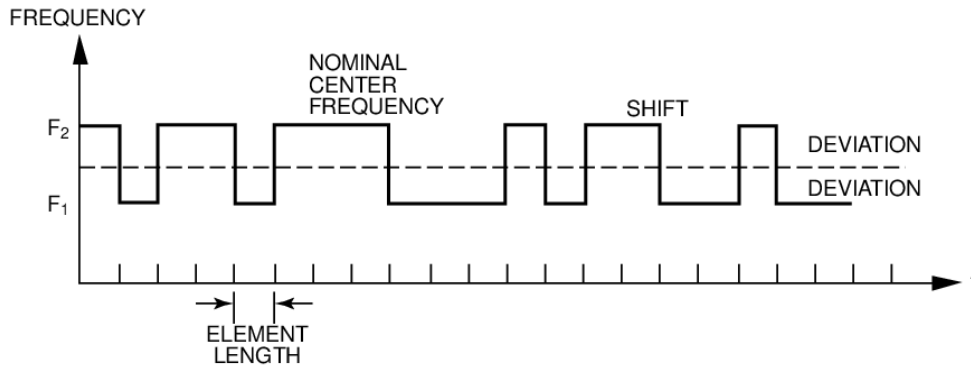 FREQUENCY
NOMINAL
CENTER
FREQUENCY
SHIFT
F₂
DEVIATION
DEVIATION
F₁
ELEMENT
LENGTH